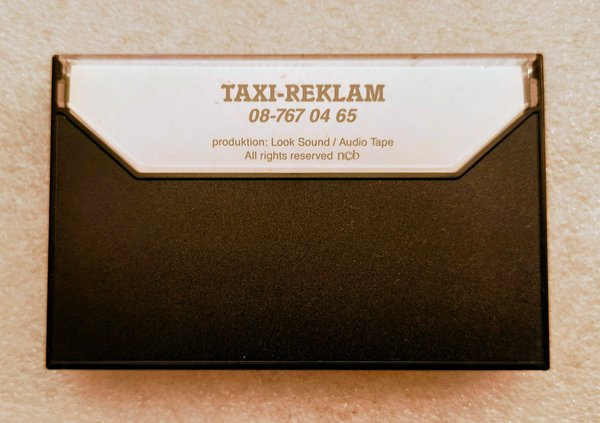 TAXI-REKLAM
08-767 04 65
produktion: Look Sound / Audio Tape
All rights reserved ncb